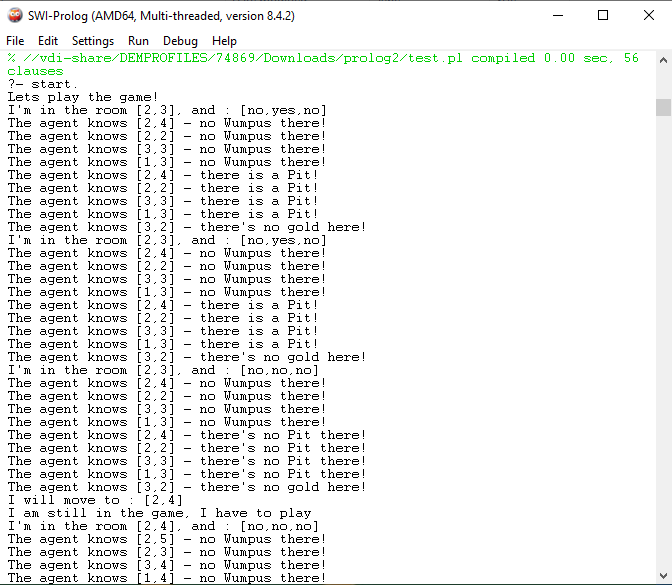 SWI-Prolog (AMD64, Multi-threaded, version 8.4.2)
File Edit Settings Run Debug Help
% //vdi-share/DEMPROFILES/74869/Downloads/prolog2/test.pl compiled 0.00 sec, 56
clauses
?- start.
Lets play the game!
I'm in the room [2,3], and : [no,yes,no]
The agent knows [2,4] - no Wumpus there!
The agent knows [2,2] - no Wumpus there!
The agent knows [3,3] - no Wumpus there!
The agent knows [1,3] - no Wumpus there!
The agent knows [2,4] - there is a Pit!
The agent knows [2,2] - there is a Pit!
The agent knows [3,3] - there is a Pit!
The agent knows [1,3] - there is a Pit!
The agent knows [3,2] - there's no gold here!
I'm in the room [2,3], and : [no,yes,no]
The agent knows [2,4] - no Wumpus there!
The agent knows [2,2] - no Wumpus there!
The agent knows [3,3] - no Wumpus there!
The agent knows [1,3] - no Wumpus there!
The agent knows [2,4] - there is a Pit!
The agent knows [2,2] - there is a Pit!
The agent knows [3,3] - there is a Pit!
The agent knows [1,3] - there is a Pit!
The agent knows [3,2] - there's no gold here!
I'm in the room [2,3], and : [no,no,no]
The agent knows [2,4] - no Wumpus there!
The agent knows [2,2] - no Wumpus there!
The agent knows [3,3] - no Wumpus there!
The agent knows [1,3] - no Wumpus there!
The agent knows [2,4] - there's no Pit there!
The agent knows [2,2] - there's no Pit there!
The agent knows [3,3] - there's no Pit there!
The agent knows [1,3] - there's no Pit there!
The agent knows [3,2] - there's no gold here!
I will move to : [2,4]
I am still in the game, I have to play
I'm in the room [2,4], and : [no,no,no]
The agent knows [2,5] - no Wumpus there!
The agent knows [2,3] - no Wumpus there!
The agent knows [3,4] - no Wumpus there!
The agent knows [1,4] - no Wumpus there!